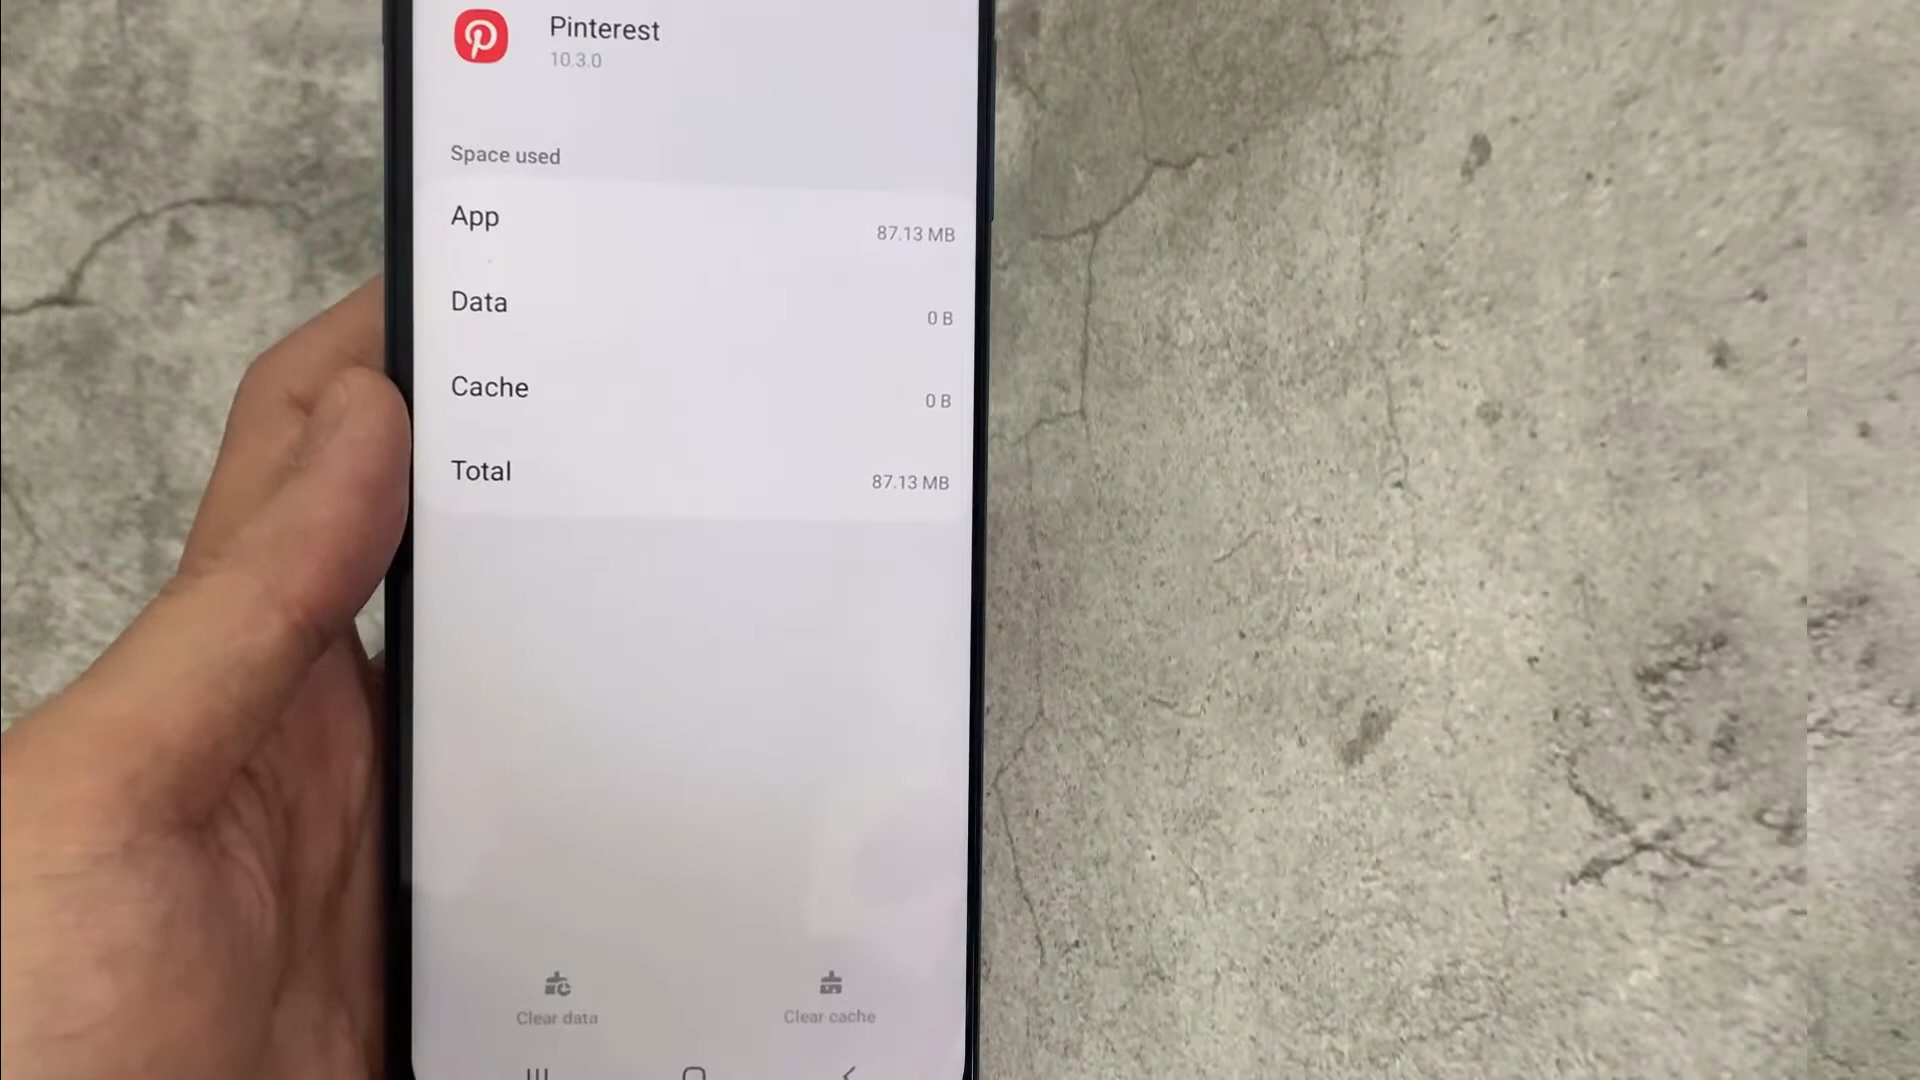 Pinterest
10.3.0
Space used
App
87.13 MB
Data
0 B
Cache
0 B
Total
87.13 MB
Clear data
Clear cache